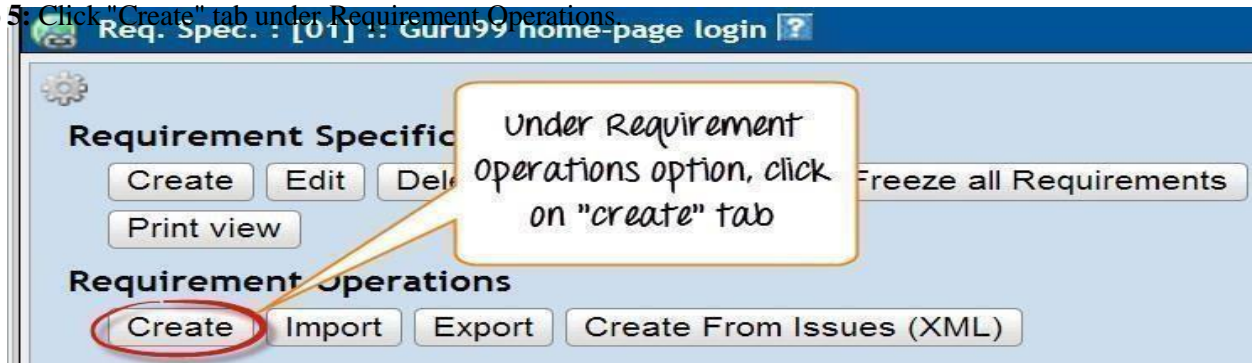 5: Click "Create" tab under Requirement Operations.
Req. Spec. : [01] :: Guru99 home-page login ?
Requirement Specific
Create Edit Dele Freeze all Requirements
Print view
Under Requirement
Operations option, click
on "create" tab
Requirement Operations
Create Import Export Create From Issues (XML)